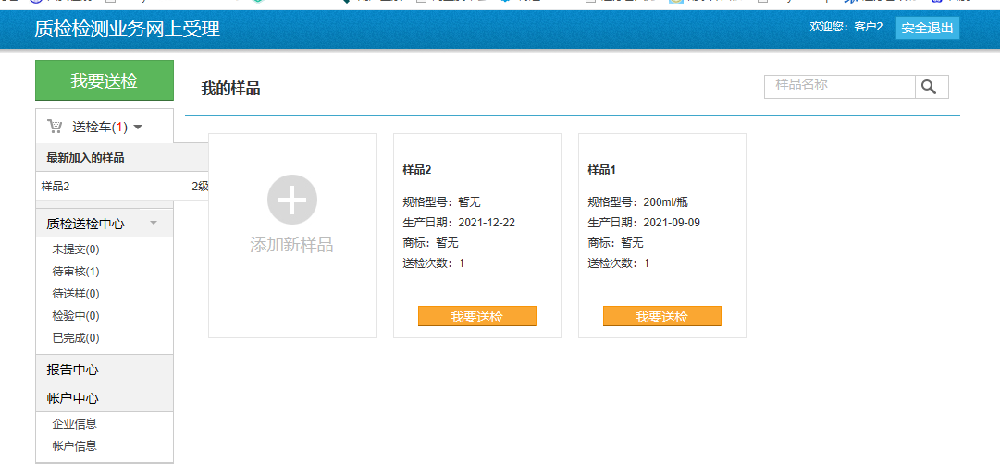 质检检测业务网上受理
欢迎您：客户2
安全退出
我要送检
送检车(1)
最新加入的样品
样品2
2级
质检送检中心
未提交(0)
待审核(1)
待送样(0)
检验中(0)
已完成(0)
报告中心
帐户中心
企业信息
帐户信息
我的样品
样品名称
添加新样品
样品2
规格型号：暂无
生产日期：2021-12-22
商标：暂无
送检次数：1
我要送检
样品1
规格型号：200ml/瓶
生产日期：2021-09-09
商标：暂无
送检次数：1
我要送检